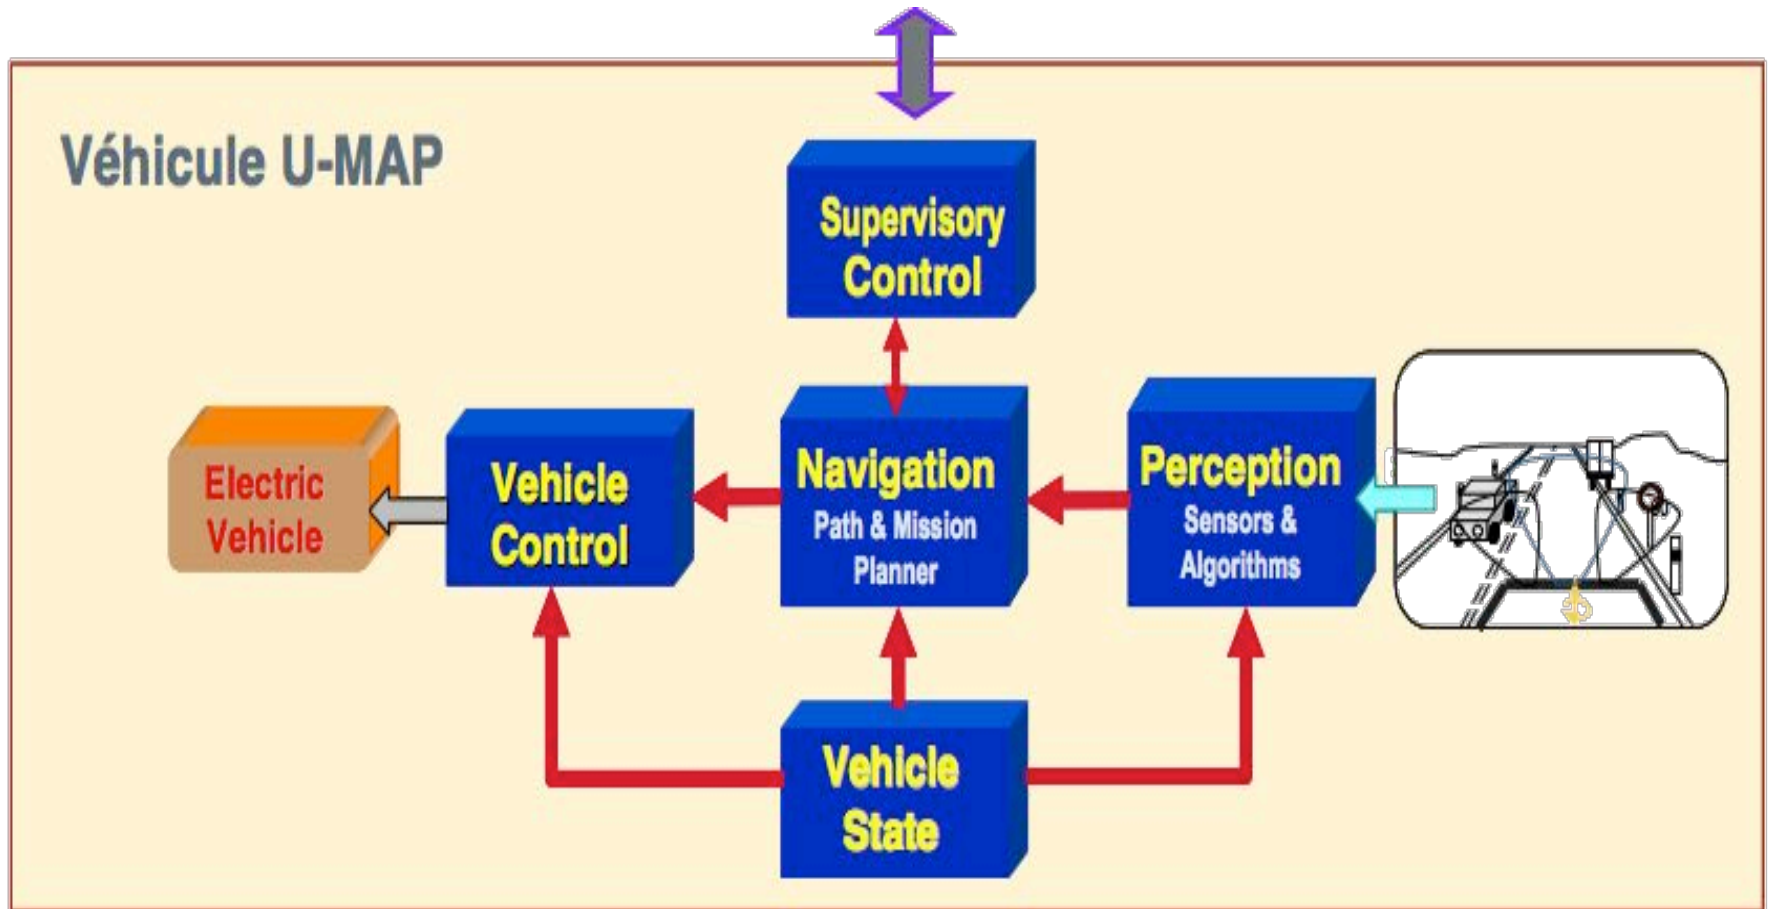 Véhicule U-MAP
Supervisory
Control
Electric
Vehicle
Vehicle
Control
Navigation
Path & Mission
Planner
Perception
Sensors &
Algorithms
Vehicle
State